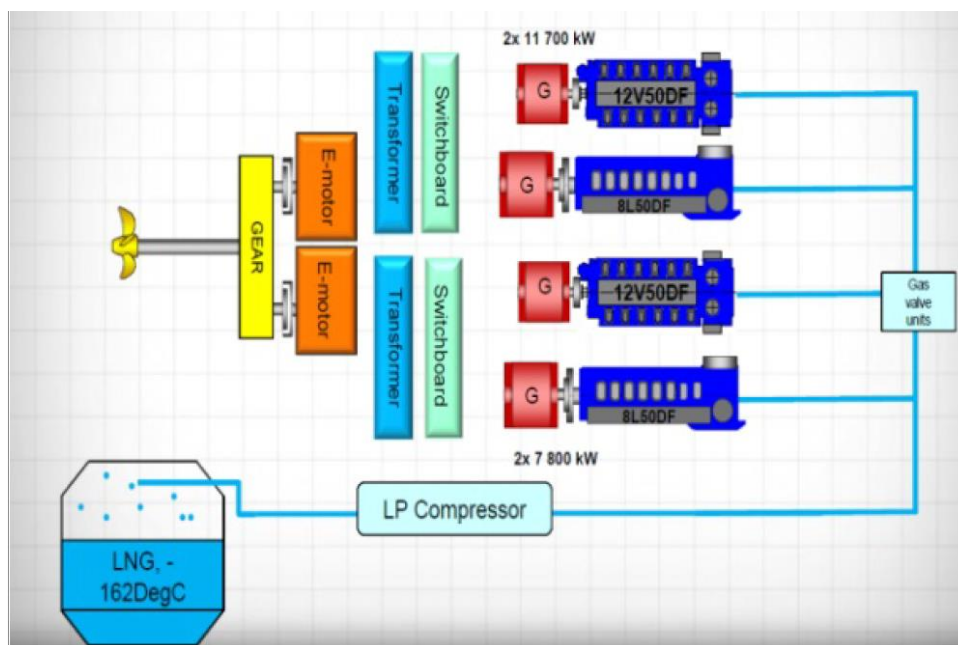 2x 11 700 kW
G
12V50DF
Transformer
Switchboard
E-motor
G
8L50DF
GEAR
G
12V50DF
Gas
valve
units
E-motor
Transformer
Switchboard
G
8L50DF
2x 7 800 kW
LP Compressor
LNG, -
162DegC